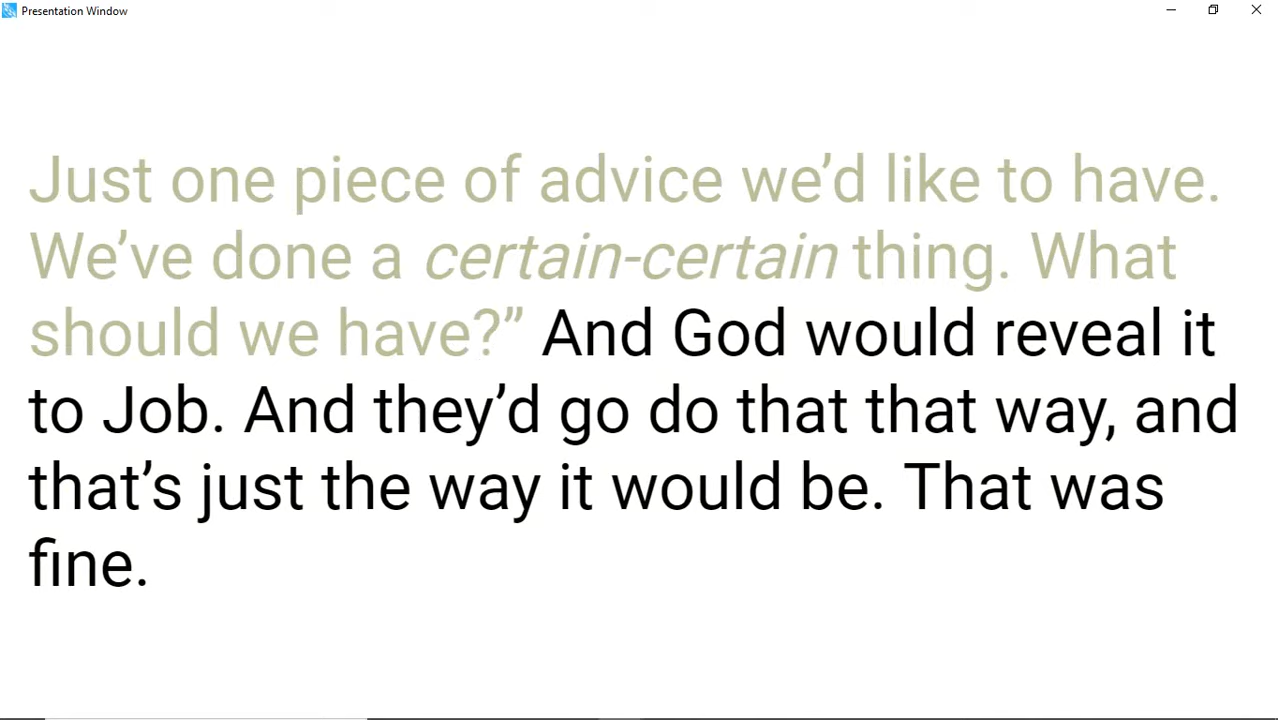 Presentation Window
Just one piece of advice we’d like to have.
We’ve done a certain-certain thing. What
should we have?” And God would reveal it
to Job. And they’d go do that that way, and
that’s just the way it would be. That was
fine.